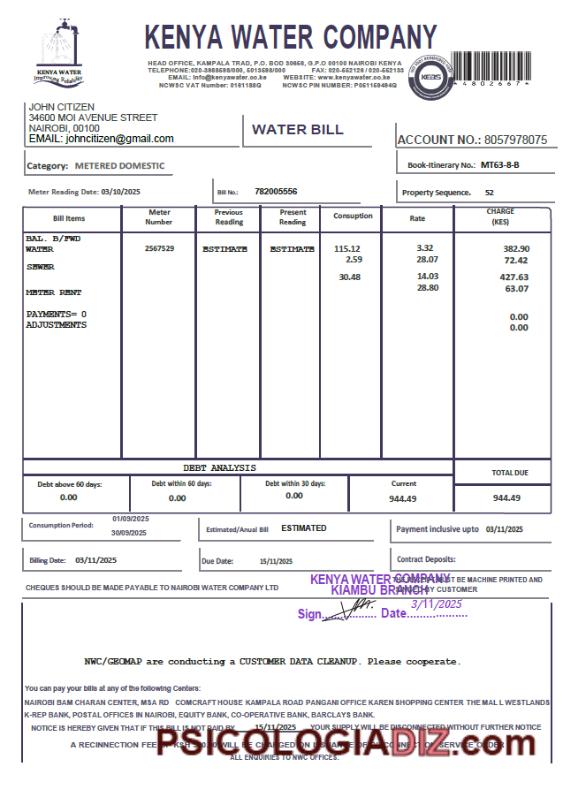 KENYA WATER COMPANY
KENYA WATER
HEAD OFFICE, KAMPALA TRAD, P.O. BOD 30656, G.P.O 00100 NAIROBI KENYA
FAX: 020-552126 / 020-552133
EMAIL: info@kenyawater.co.ke WEBSITE: www.kenyawater.co.ke
NCWSC VAT Number: 0181158Q NCWSC PIN NUMBER: P051159494Q
KEBS
*4802667*
JOHN CITIZEN
34600 MOI AVENUE STREET
NAIROBI, 00100
EMAIL: johncitizen@gmail.com
WATER BILL
ACCOUNT NO.: 8057978075
Category: METERED DOMESTIC
Book-Itinerary No.: MT63-8-B
Meter Reading Date: 03/10/2025
Bill No.: 782005556
Property Sequence. 52
Bill Items Meter Number Previous Reading Present Reading Consuption Rate CHARGE (KES)
BAL. B/FWD
WATER 2567529 ESTIMATE ESTIMATE 115.12 3.32 382.90
2.59 28.07 72.42
SEWER
30.48 14.03 427.63
METER RENT 28.80 63.07
PAYMENTS= 0 0.00
ADJUSTMENTS 0.00
DEBT ANALYSIS TOTAL DUE
Debt above 60 days: Debt within 60 days: Debt within 30 days: Current
0.00 0.00 0.00 944.49 944.49
Consumption Period: 01/09/2025
30/09/2025
Estimated/Anual Bill ESTIMATED
Payment inclusive upto 03/11/2025
Billing Date: 03/11/2025
Due Date: 15/11/2025
Contract Deposits:
CHEQUES SHOULD BE MADE PAYABLE TO NAIROBI WATER COMPANY LTD
KENYA WATER COMPANY
KIAMBU BRANCH
BE MACHINE PRINTED AND
BY CUSTOMER
Sign Date 3/11/2025
NWC/GEOMAP are conducting a CUSTOMER DATA CLEANUP. Please cooperate.
You can pay your bills at any of the following Centers:
NAIROBI BAM CHARAN CENTER, MSA RD COMCRAFT HOUSE KAMPALA ROAD PANGANI OFFICE KAREN SHOPPING CENTER THE MAL L WESTLANDS
K-REP BANK, POSTAL OFFICES IN NAIROBI, EQUITY BANK, CO-OPERATIVE BANK, BARCLAYS BANK.
NOTICE IS HEREBY GIVEN THAT IF THIS BILL IS NOT PAID BY 15/11/2025 YOUR SUPPLY WILL BE DISCONNECTED WITHOUT FURTHER NOTICE
A RECINNECTION FEE WILL BE CHARGED ON ORDER
ALL ENQUIRIES TO NWC OFFICES.
PSICOLOGIADIZ.com